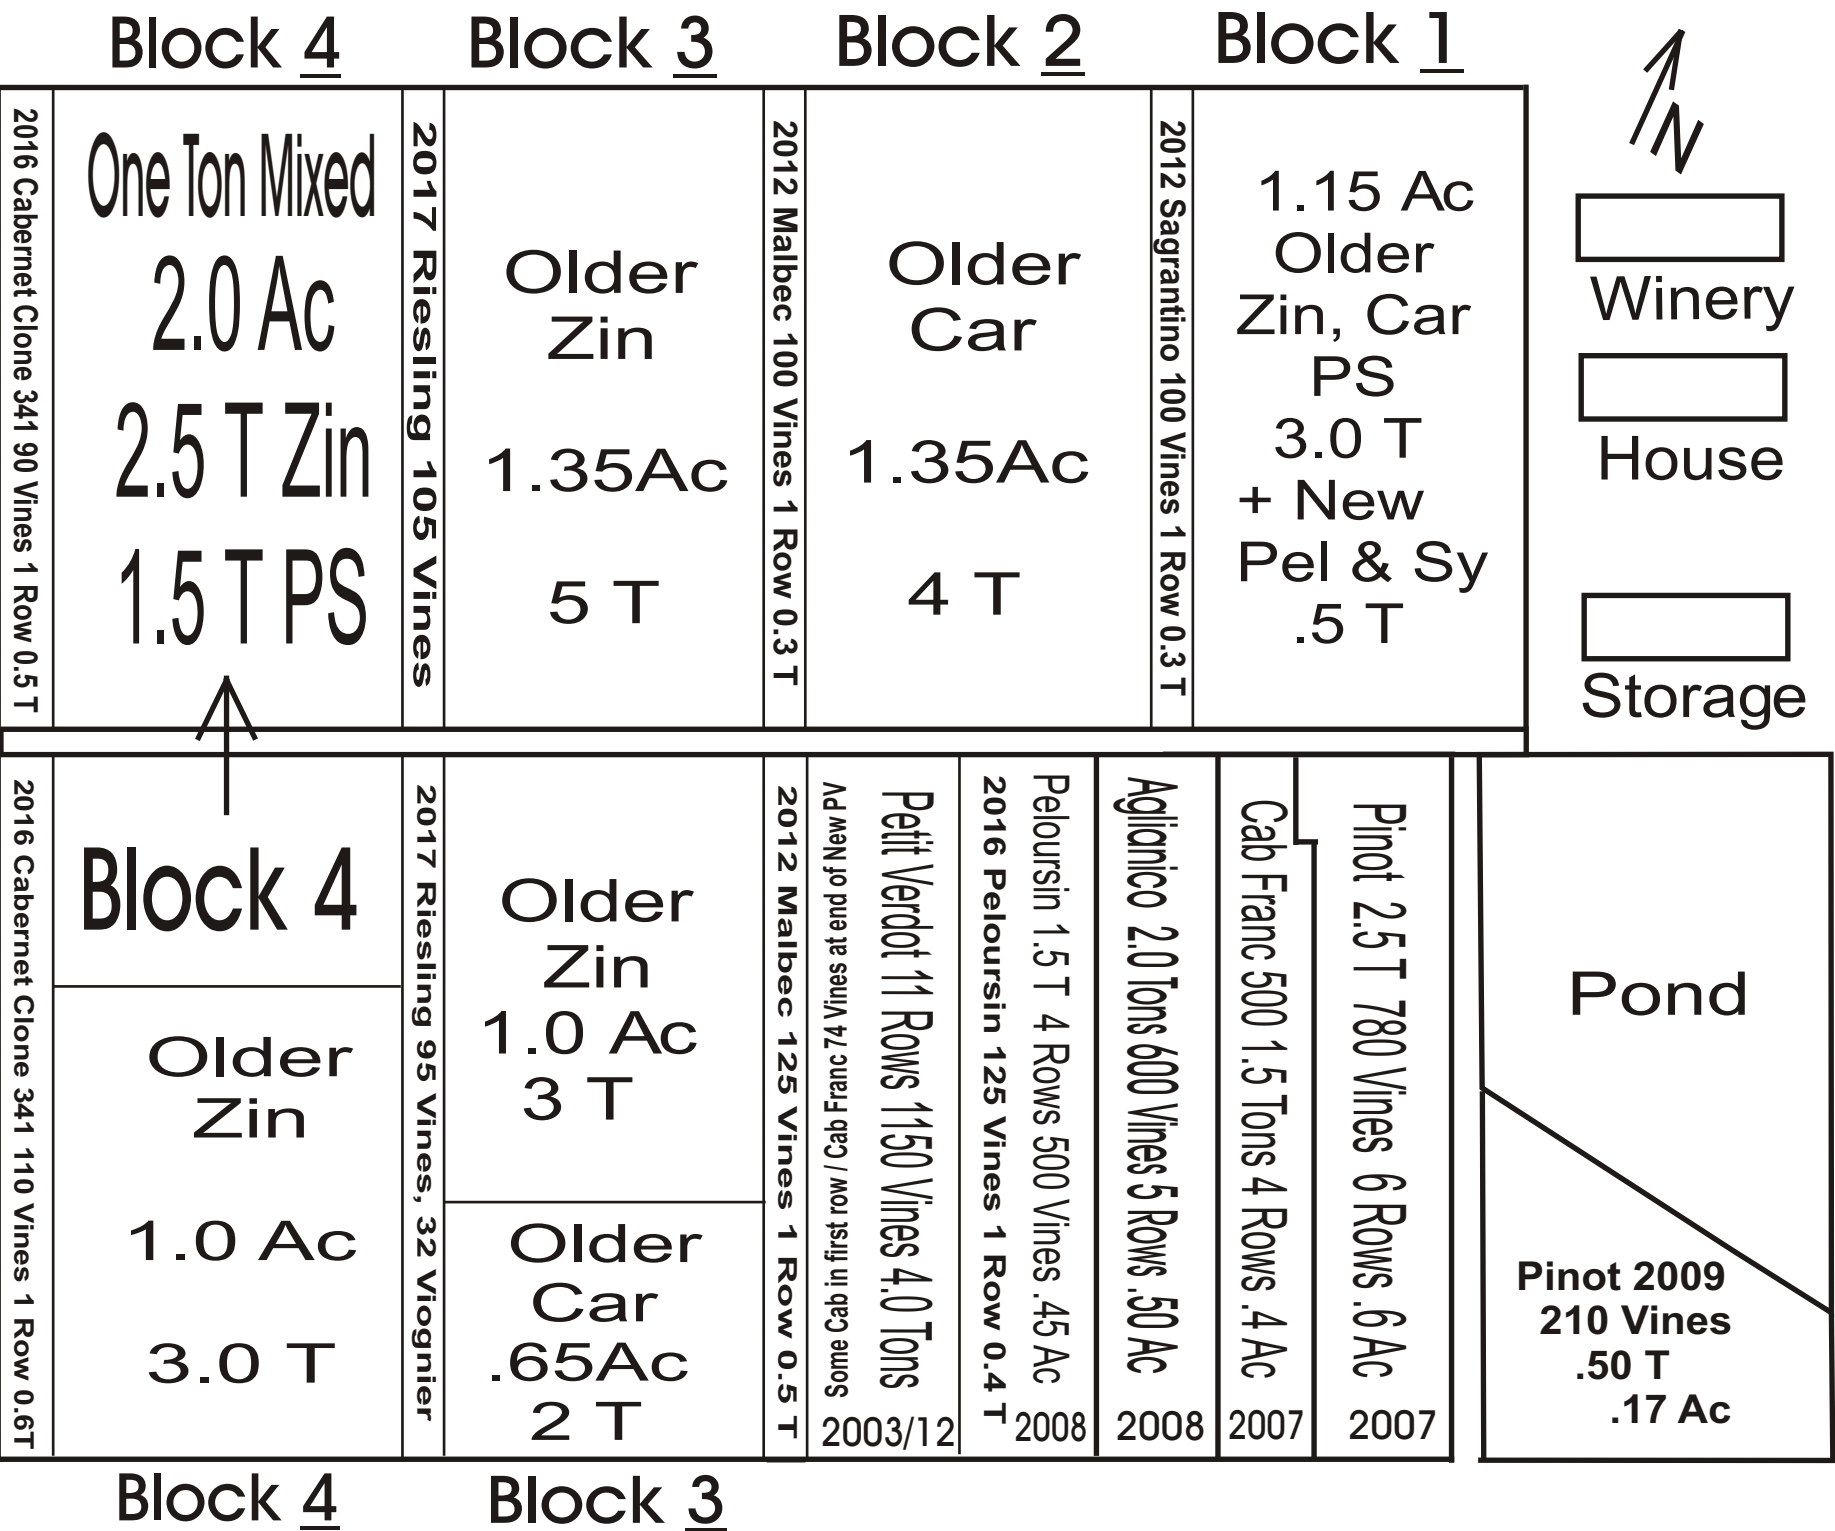 Block 4
Block 3
Block 2
Block 1
N
2016 Cabernet Clone 341 90 Vines 1 Row 0.5 T
One Ton Mixed
2.0 Ac
2.5 T Zin
1.5 T PS
2017 Riesling 105 Vines
Older
Zin
1.35Ac
5 T
2012 Malbec 100 Vines 1 Row 0.3 T
Older
Car
1.35Ac
4 T
2012 Sagrantino 100 Vines 1 Row 0.3 T
1.15 Ac
Older
Zin, Car
PS
3.0 T
+ New
Pel & Sy
.5 T
Winery
House
Storage
2016 Cabernet Clone 341 110 Vines 1 Row 0.6T
Block 4
Older
Zin
1.0 Ac
3.0 T
2017 Riesling 95 Vines, 32 Viognier
Older
Zin
1.0 Ac
3 T
Older
Car
.65Ac
2 T
2012 Malbec 125 Vines 1 Row 0.5 T
Some Cab in first row / Cab Franc 74 Vines at end of New PV
Petit Verdot 11 Rows 1150 Vines 4.0 Tons
2003/12
2016 Peloursin 125 Vines 1 Row 0.4 T
Peloursin 1.5 T 4 Rows 500 Vines .45 Ac
2008
Aglianico 2.0 Tons 600 Vines 5 Rows .50 Ac
2008
Cab Franc 500 1.5 Tons 4 Rows .4 Ac
2007
Pinot 2.5 T 780 Vines 6 Rows .6 Ac
2007
Pond
Pinot 2009
210 Vines
.50 T
.17 Ac
Block 4
Block 3